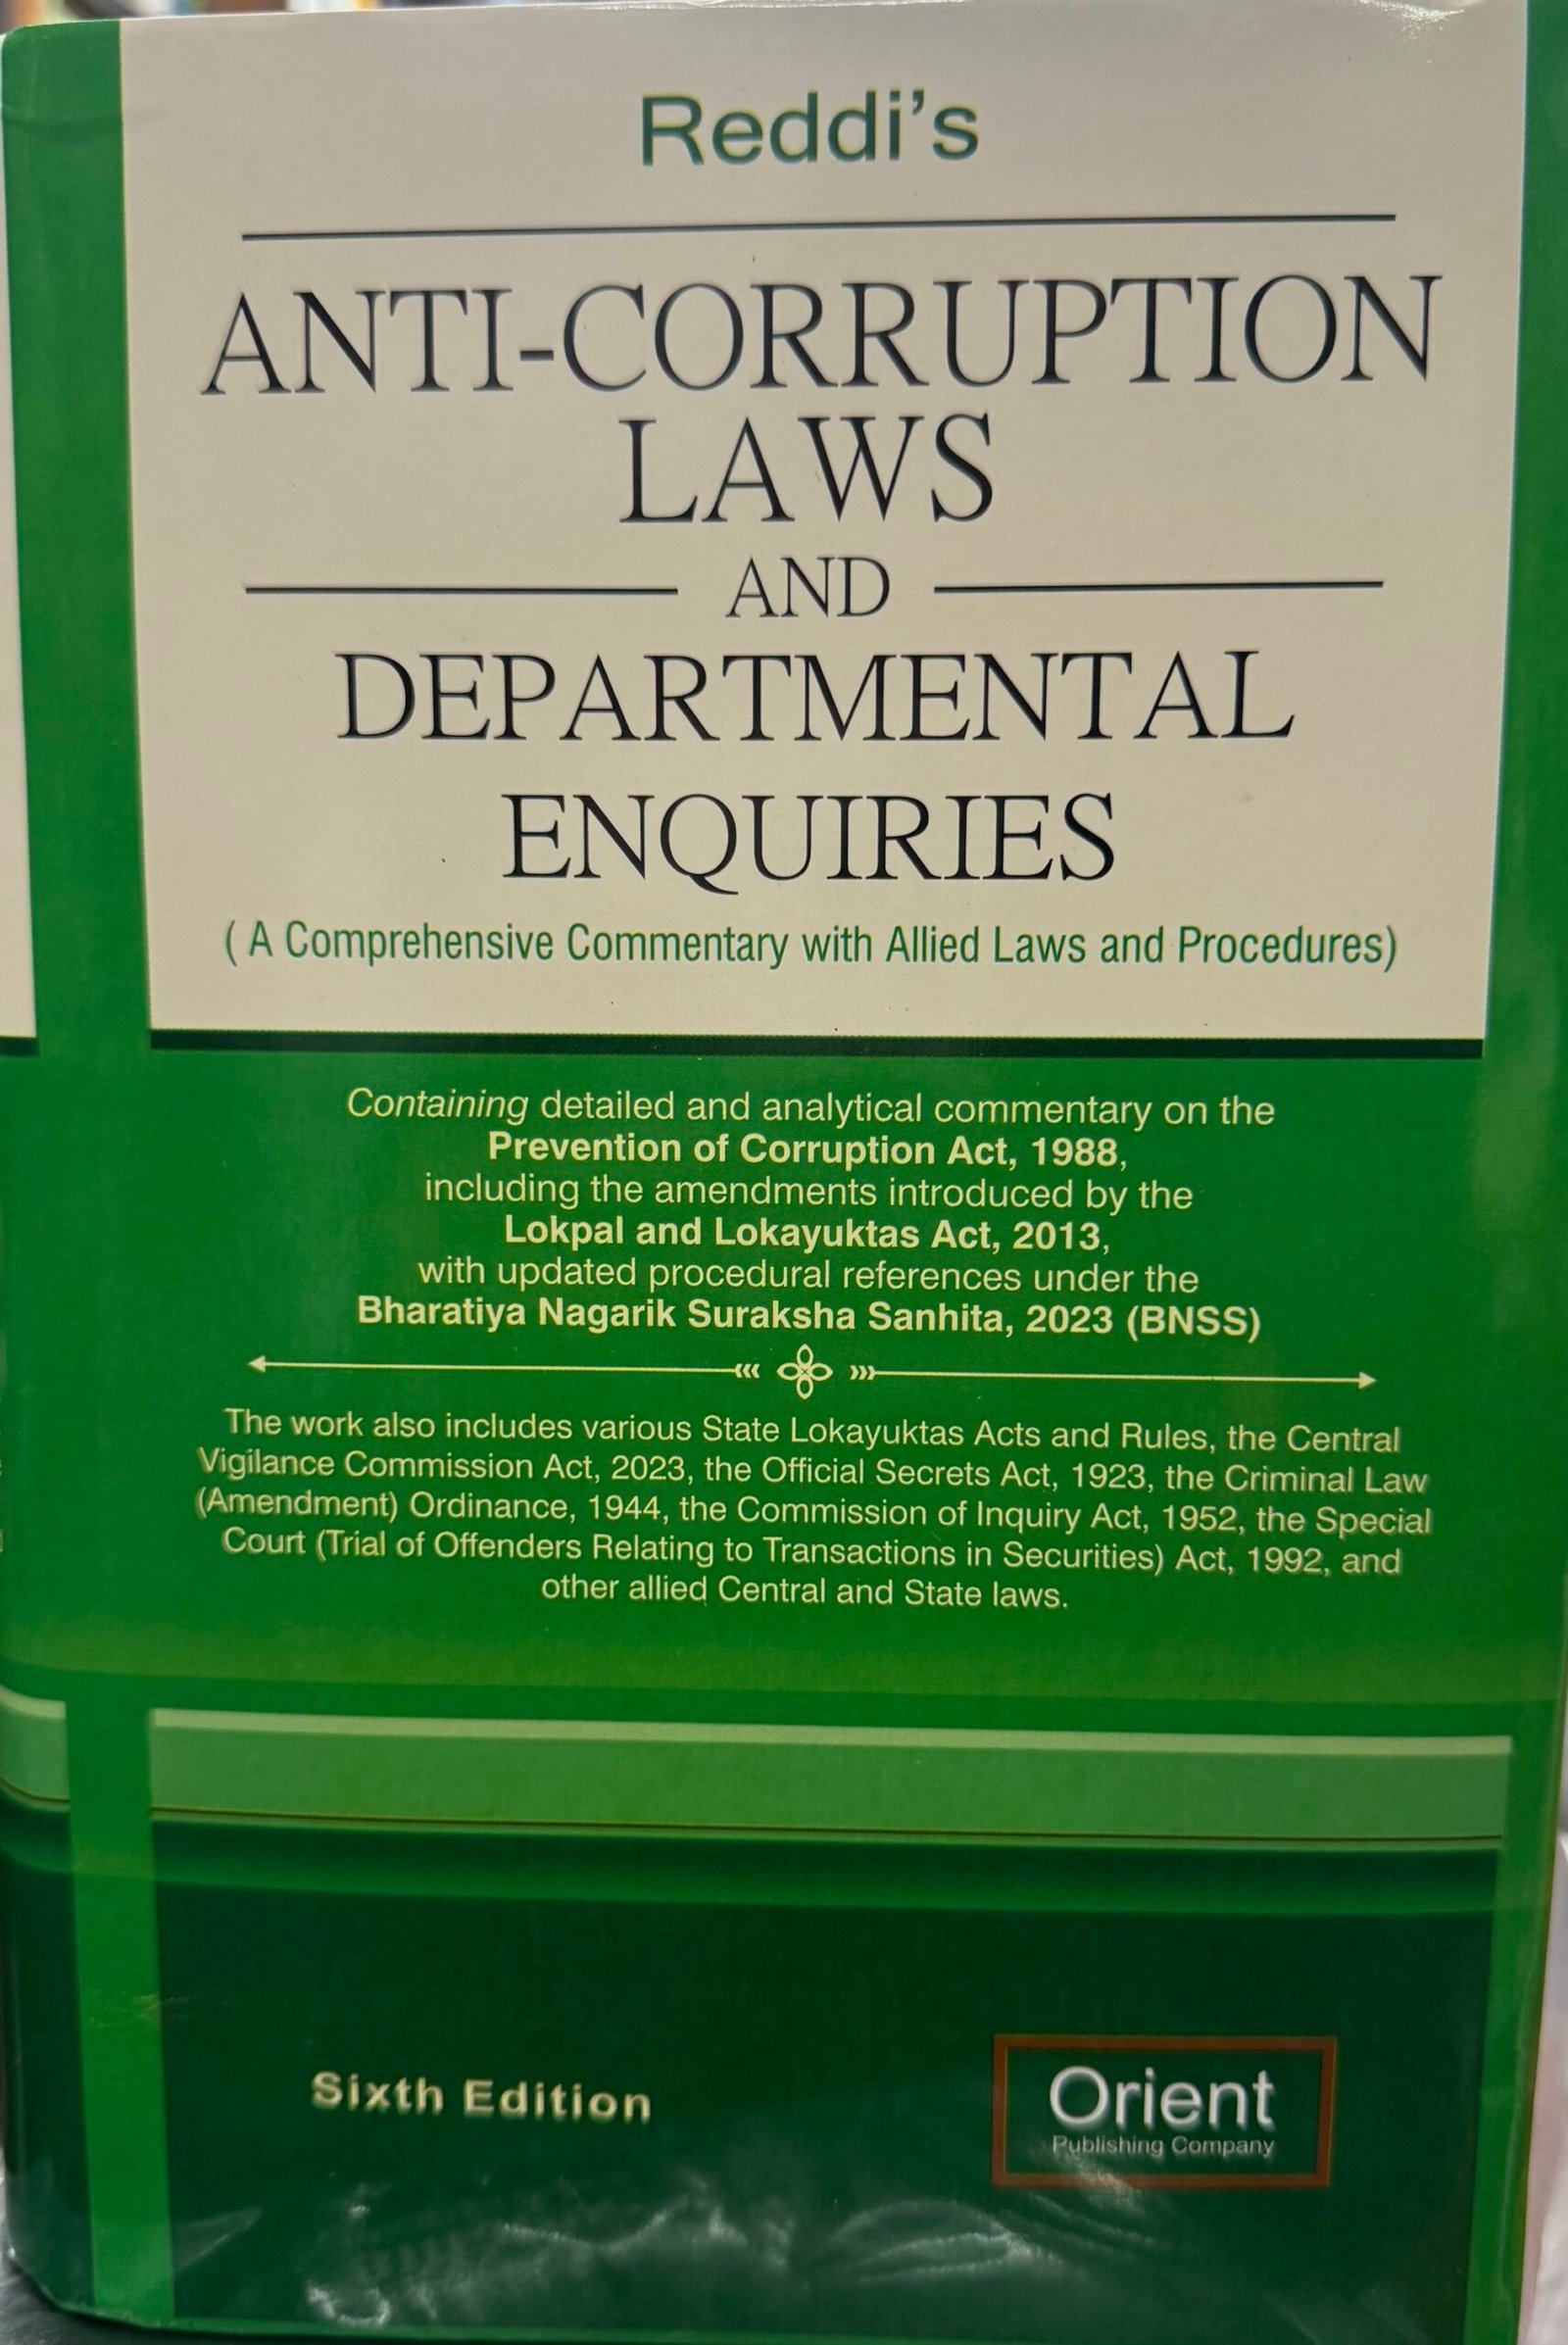 Reddi's
ANTI-CORRUPTION
LAWS
AND
DEPARTMENTAL
ENQUIRIES
( A Comprehensive Commentary with Allied Laws and Procedures)
Containing detailed and analytical commentary on the
Prevention of Corruption Act, 1988,
including the amendments introduced by the
Lokpal and Lokayuktas Act, 2013,
with updated procedural references under the
Bharatiya Nagarik Suraksha Sanhita, 2023 (BNSS)
The work also includes various State Lokayuktas Acts and Rules, the Central
Vigilance Commission Act, 2023, the Official Secrets Act, 1923, the Criminal Law
(Amendment) Ordinance, 1944, the Commission of Inquiry Act, 1952, the Special
Court (Trial of Offenders Relating to Transactions in Securities) Act, 1992, and
other allied Central and State laws.
Sixth Edition
Orient
Publishing Company